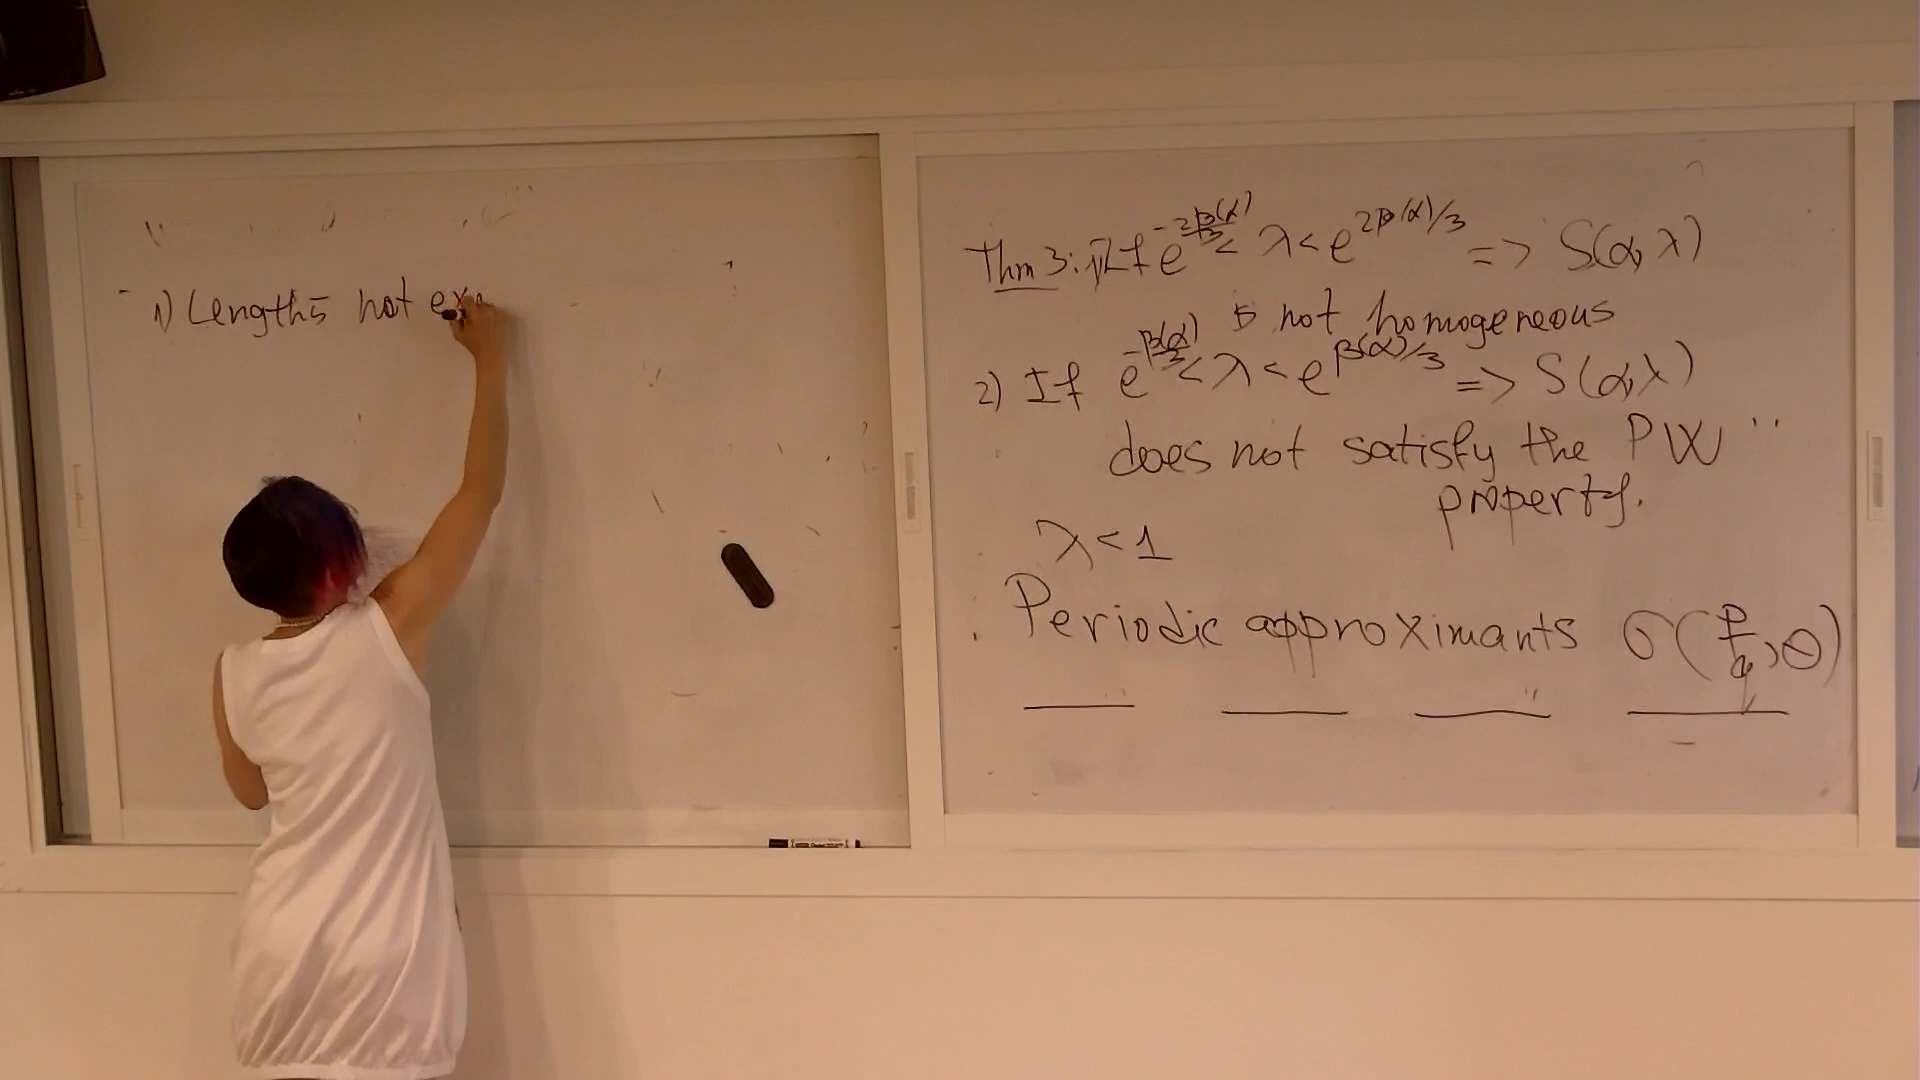 1) Lengths not exp
Thm 3: 1) If e^{-2β(α)/3} < λ < e^{2β(α)/3} => S(α, λ)
is not homogeneous
2) If e^{-β(α)/3} < λ < e^{β(α)/3} => S(α, λ)
does not satisfy the PW
property.
λ < 1
Periodic approximants σ(p/q, θ)